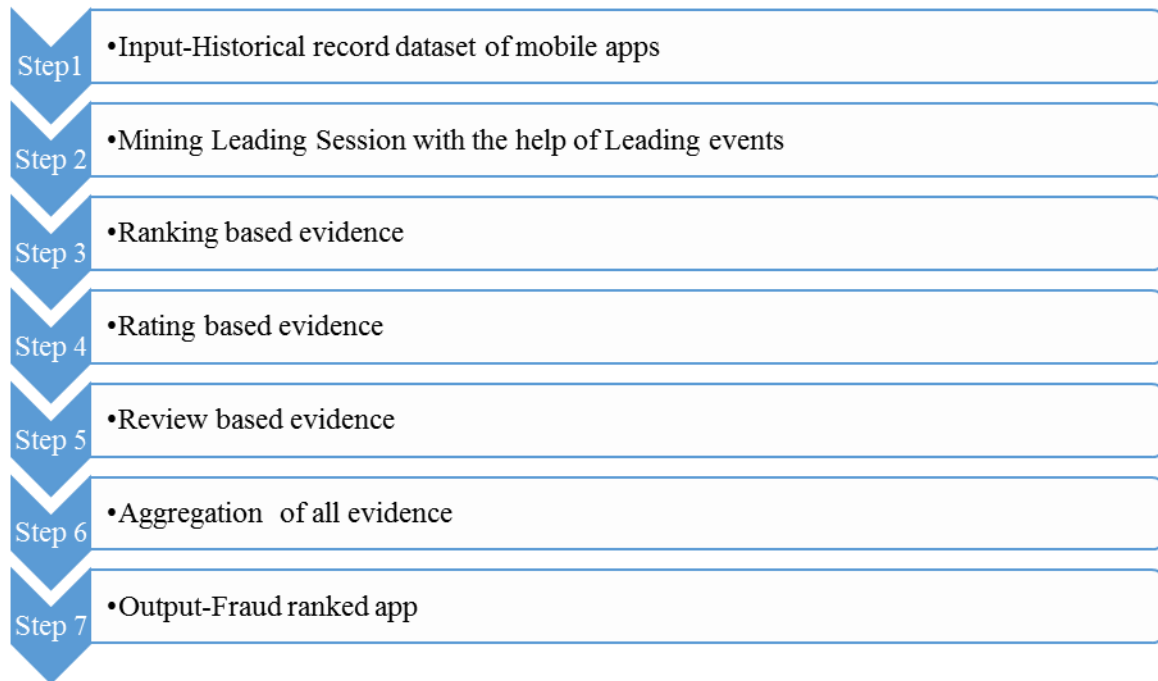 Step1
•Input-Historical record dataset of mobile apps
Step 2
•Mining Leading Session with the help of Leading events
Step 3
•Ranking based evidence
Step 4
•Rating based evidence
Step 5
•Review based evidence
Step 6
•Aggregation  of all evidence
Step 7
•Output-Fraud ranked app